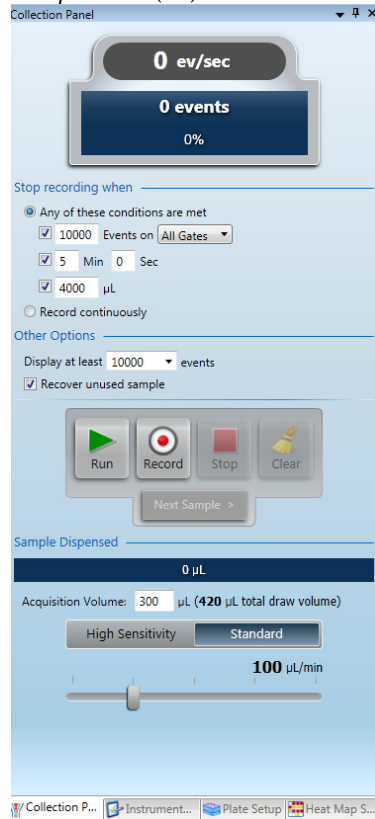 Collection Panel
0 ev/sec
0 events
0%
Stop recording when
Any of these conditions are met
10000 Events on All Gates
5 Min 0 Sec
4000 µL
Record continuously
Other Options
Display at least 10000 events
Recover unused sample
Run Record Stop Clear
Next Sample >
Sample Dispensed
0 µL
Acquisition Volume: 300 µL (420 µL total draw volume)
High Sensitivity Standard
100 µL/min
Collection P... Instrument... Plate Setup Heat Map S...